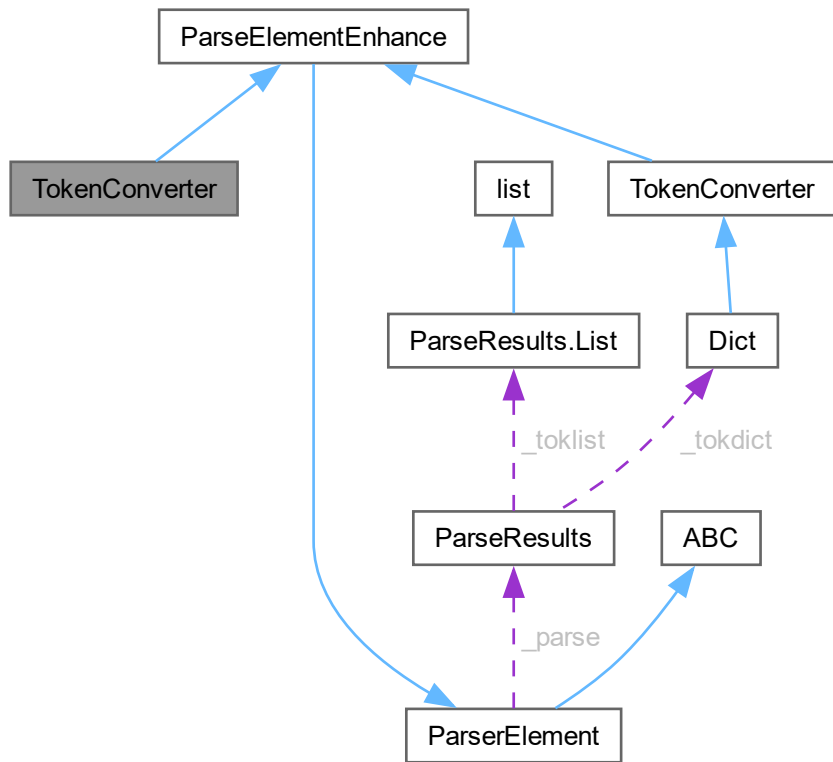 ParseElementEnhance
TokenConverter
list
TokenConverter
ParseResults.List
Dict
_toklist
_tokdict
ParseResults
ABC
_parse
ParserElement